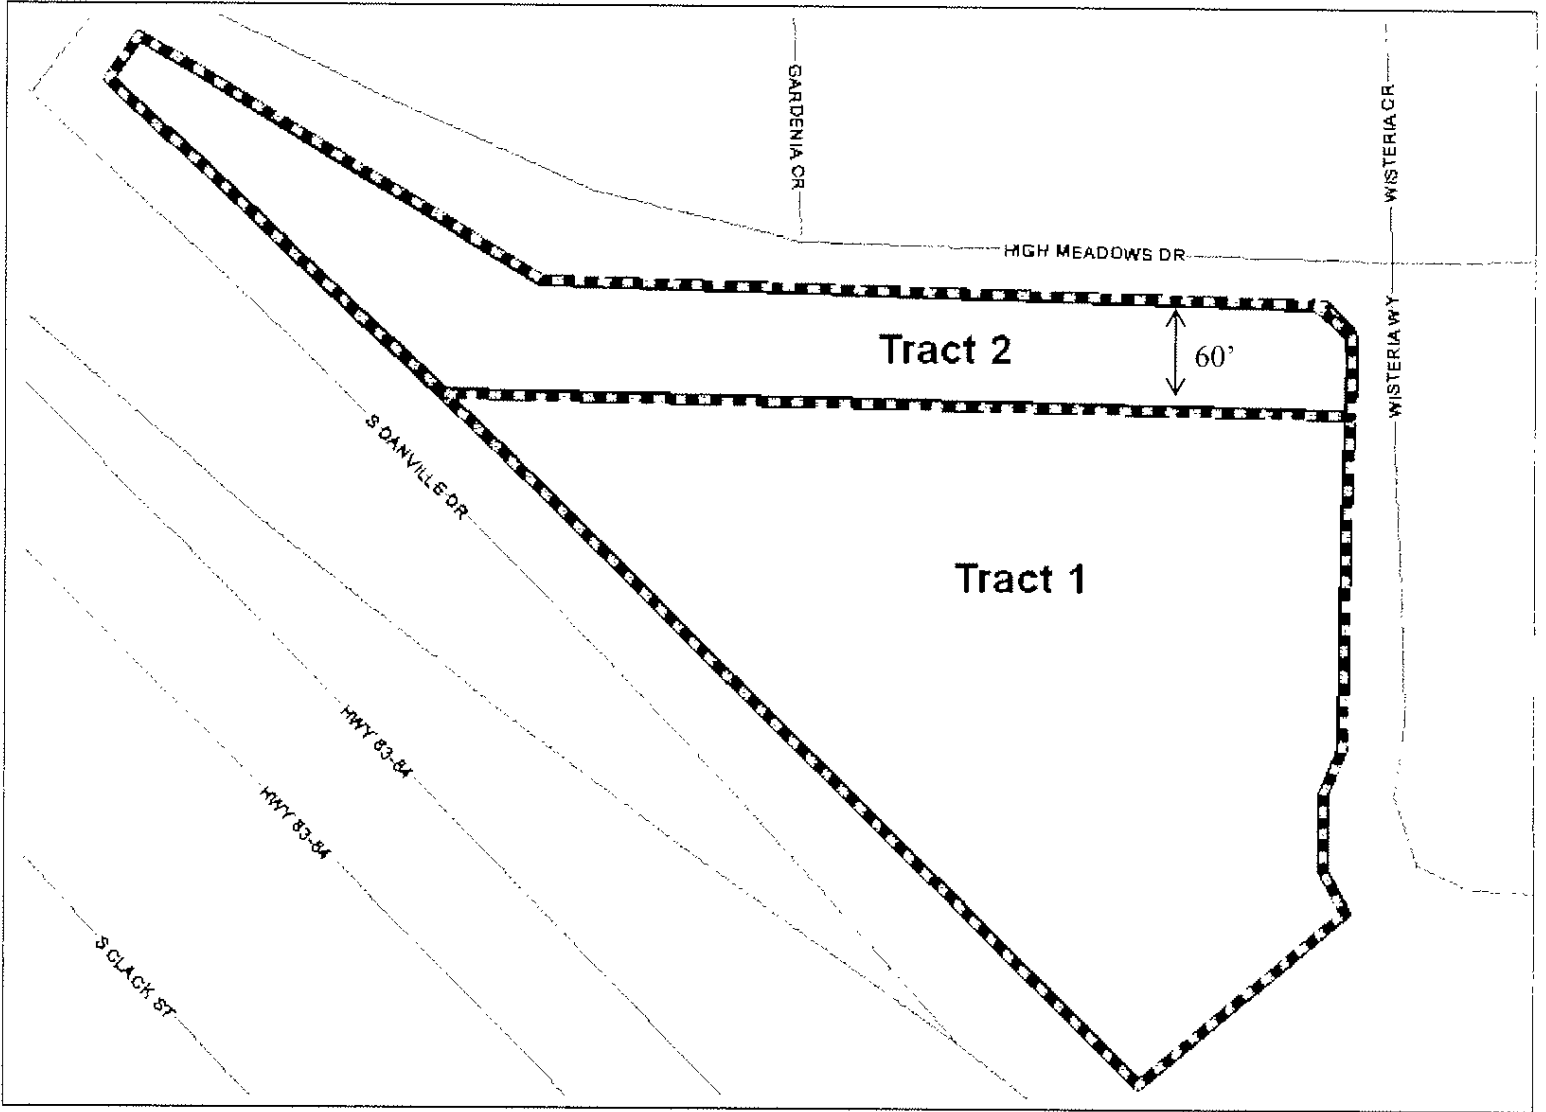 GARDENIA CR
WISTERIA CR
HIGH MEADOWS DR
WISTERIA WY
Tract 2
60'
S DANVILLE DR
Tract 1
HWY 83-84
HWY 83-84
S CLACK ST